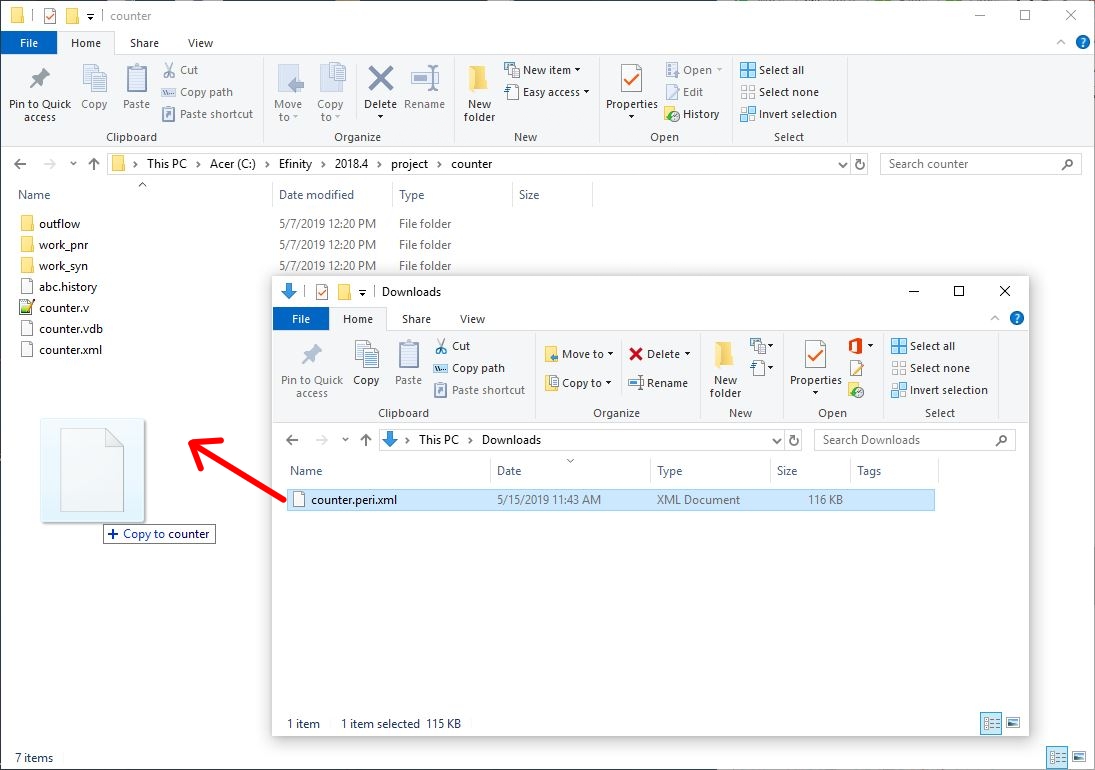 counter
File Home Share View
Pin to Quick access
Copy
Paste
Cut
Copy path
Paste shortcut
Clipboard
Move to
Copy to
Delete
Rename
Organize
New folder
New item
Easy access
New
Properties
Open
Edit
History
Open
Select all
Select none
Invert selection
Select
This PC > Acer (C:) > Efinity > 2018.4 > project > counter
Search counter
Name Date modified Type Size
outflow 5/7/2019 12:20 PM File folder
work_pnr 5/7/2019 12:20 PM File folder
work_syn 5/7/2019 12:20 PM File folder
abc.history
counter.v
counter.vdb
counter.xml
+ Copy to counter
7 items
Downloads
File Home Share View
Pin to Quick access
Copy
Paste
Cut
Copy path
Paste shortcut
Clipboard
Move to
Copy to
Delete
Rename
Organize
New folder
New
Properties
Open
Select all
Select none
Invert selection
Select
This PC > Downloads
Search Downloads
Name Date Type Size Tags
counter.peri.xml 5/15/2019 11:43 AM XML Document 116 KB
1 item 1 item selected 115 KB